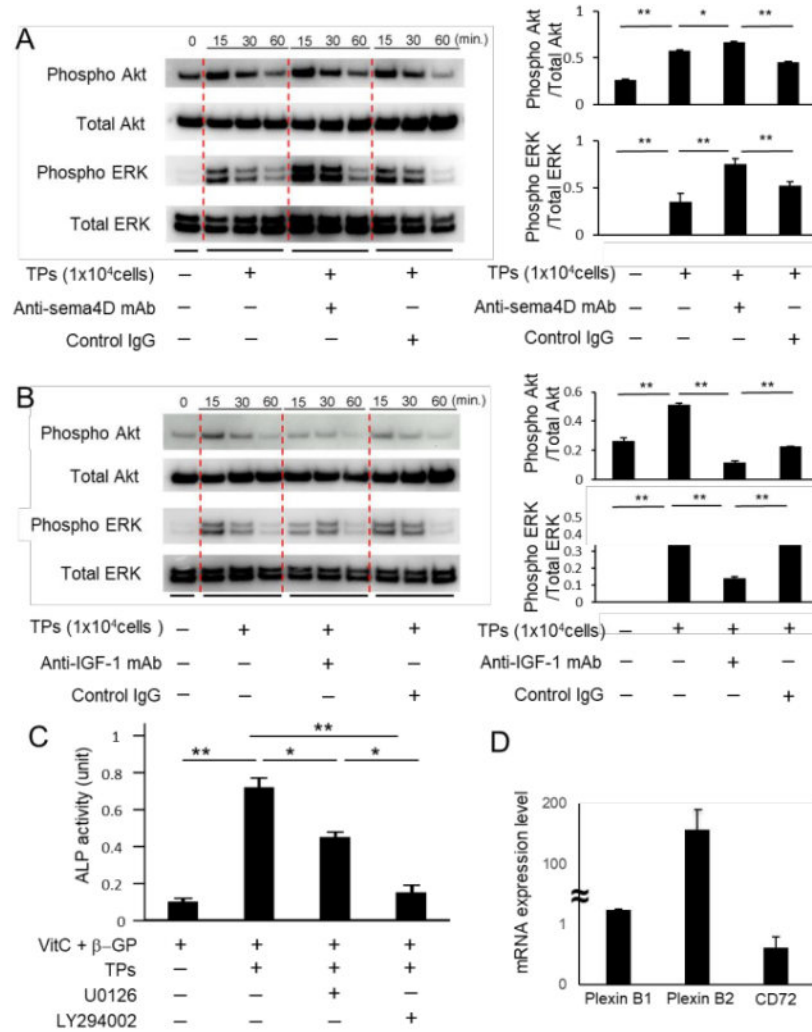 A
0 15 30 60 15 30 60 15 30 60 (min.)
Phospho Akt
Total Akt
Phospho ERK
Total ERK
TPs (1x10⁴cells) – + + +
Anti-sema4D mAb +
Control IgG +
** * **
Phospho Akt
/Total Akt
1
0.5
0
** ** **
Phospho ERK
/Total ERK
1
0.5
0
TPs (1x10⁴cells) – + + +
Anti-sema4D mAb – – + –
Control IgG – – – +
B
0 15 30 60 15 30 60 15 30 60 (min.)
Phospho Akt
Total Akt
Phospho ERK
Total ERK
TPs (1x10⁴cells ) – + + +
Anti-IGF-1 mAb – – + –
Control IgG – – – +
** ** **
Phospho Akt
/Total Akt
0.6
0.4
0.2
0
** ** **
Phospho ERK
/Total ERK
0.5
0.4
0.3
0.2
0.1
0
TPs (1x10⁴cells) – + + +
Anti-IGF-1 mAb – – + –
Control IgG – – – +
C
ALP activity (unit)
1
0.8
0.6
0.4
0.2
0
**
** * *
VitC + β–GP + + + +
TPs – + + +
U0126 – – + –
LY294002 – – – +
D
mRNA expression level
200
100
≈
1
0
Plexin B1 Plexin B2 CD72